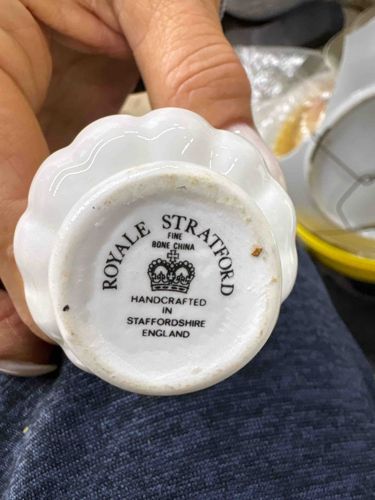 ROYALE STRATFORD
FINE
BONE CHINA
HANDCRAFTED
IN
STAFFORDSHIRE
ENGLAND